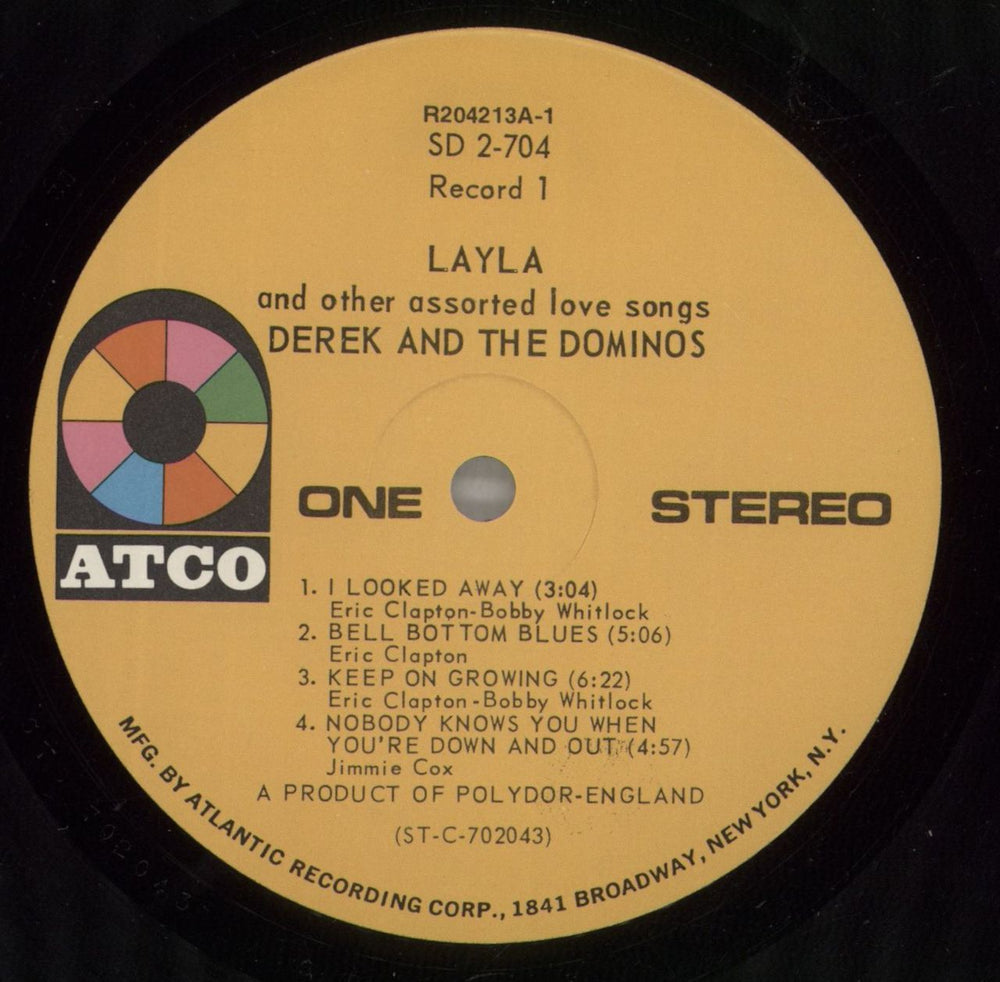 R204213A-1
SD 2-704
Record 1
LAYLA
and other assorted love songs
DEREK AND THE DOMINOS
ONE
STEREO
ATCO
1. I LOOKED AWAY (3:04)
Eric Clapton-Bobby Whitlock
2. BELL BOTTOM BLUES (5:06)
Eric Clapton
3. KEEP ON GROWING (6:22)
Eric Clapton-Bobby Whitlock
4. NOBODY KNOWS YOU WHEN
YOU'RE DOWN AND OUT (4:57)
Jimmie Cox
A PRODUCT OF POLYDOR-ENGLAND
(ST-C-702043)
MFG. BY ATLANTIC RECORDING CORP., 1841 BROADWAY, NEW YORK, N.Y.